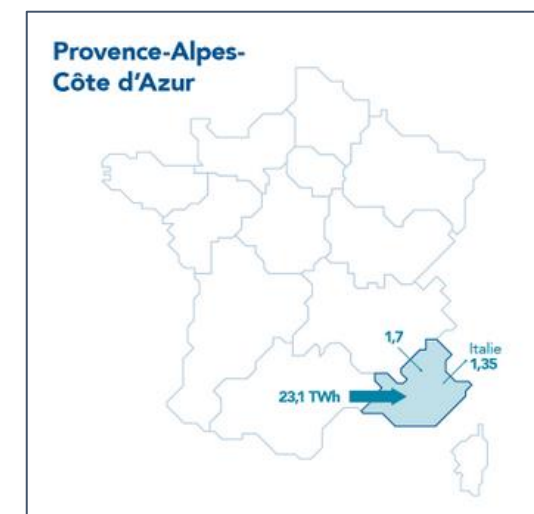 Provence-Alpes-
Côte d'Azur
1,7
Italie
1,35
23,1 TWh